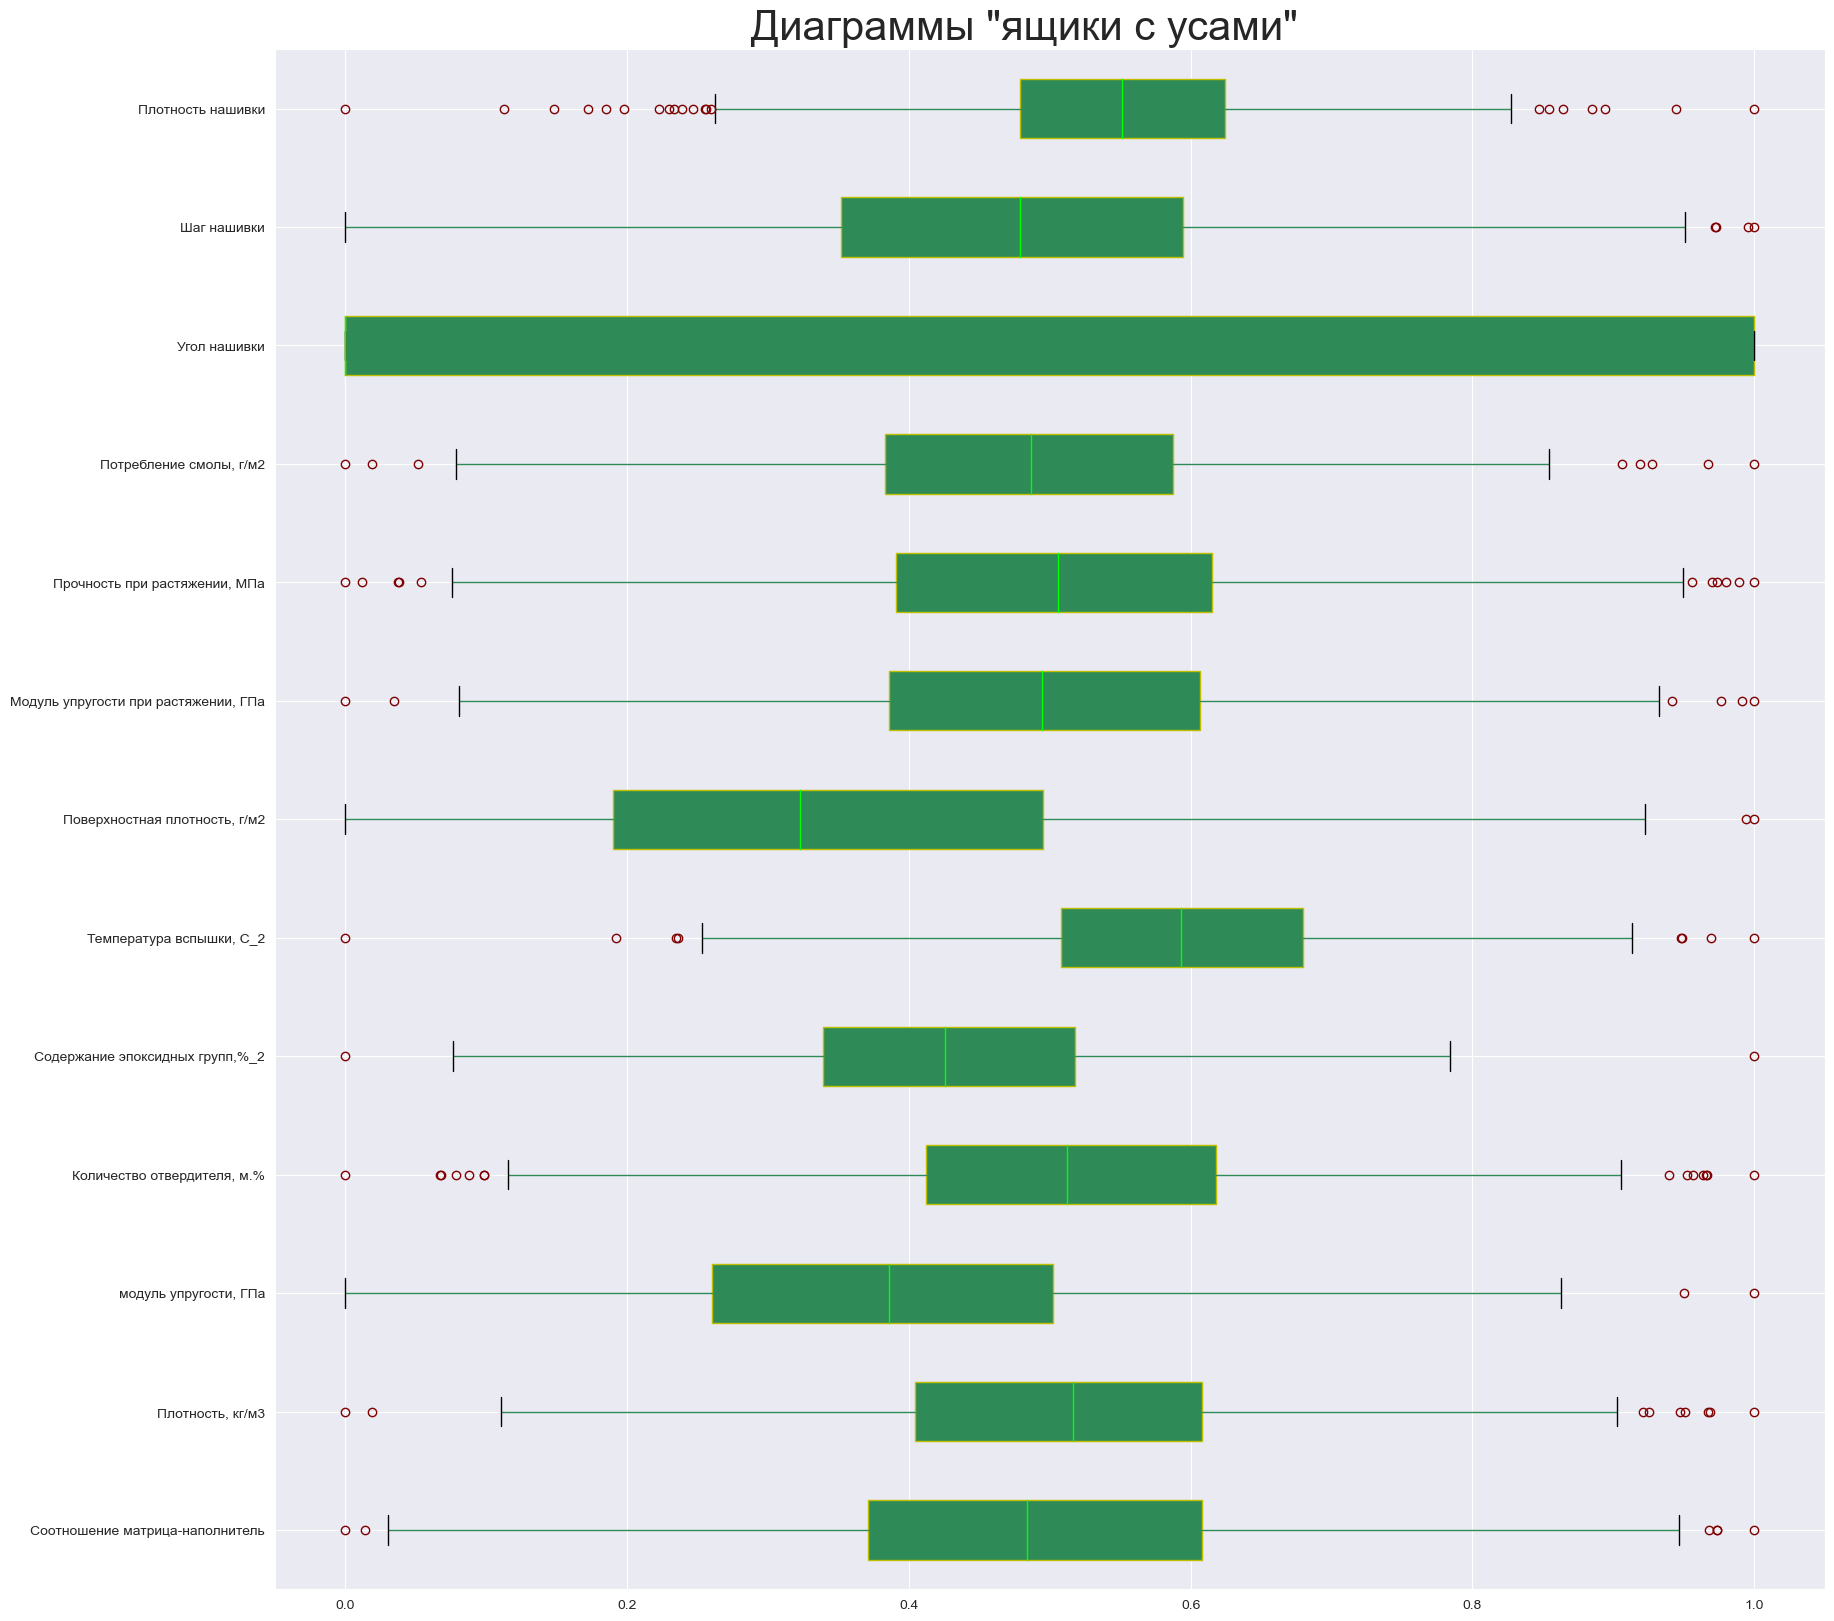 Диаграммы "ящики с усами"
Плотность нашивки
Шаг нашивки
Угол нашивки
Потребление смолы, г/м2
Прочность при растяжении, МПа
Модуль упругости при растяжении, ГПа
Поверхностная плотность, г/м2
Температура вспышки, С_2
Содержание эпоксидных групп,%_2
Количество отвердителя, м.%
модуль упругости, ГПа
Плотность, кг/м3
Соотношение матрица-наполнитель
0.0 0.2 0.4 0.6 0.8 1.0